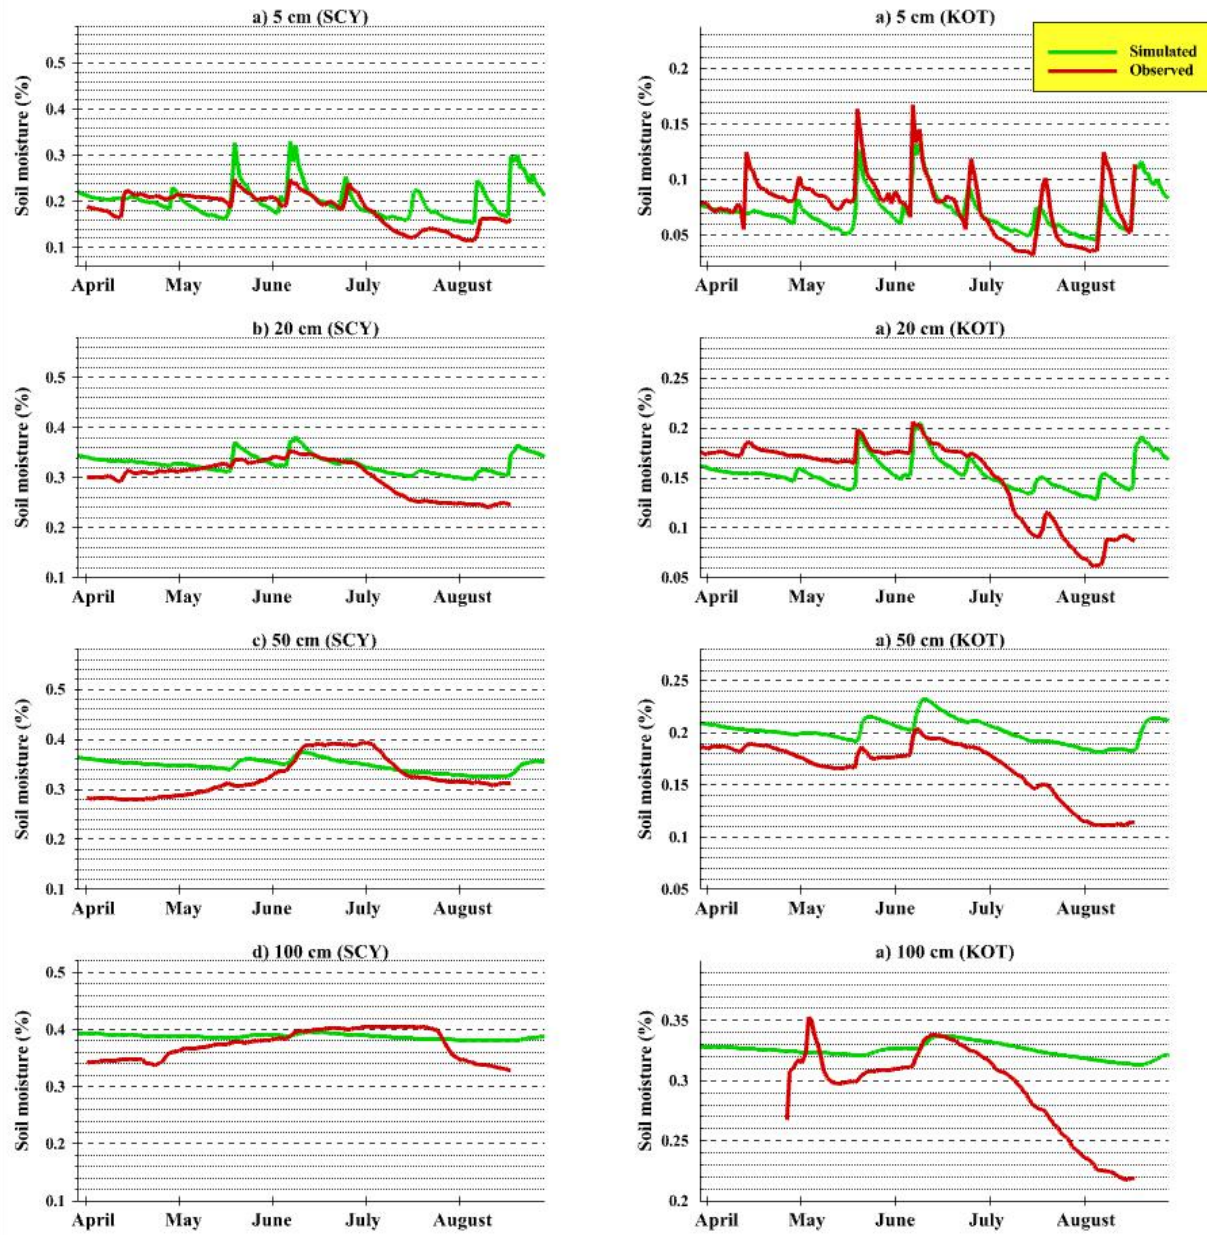 a) 5 cm (SCY)
Soil moisture (%)
0.5
0.4
0.3
0.2
0.1
April May June July August
a) 5 cm (KOT)
Simulated
Observed
Soil moisture (%)
0.2
0.15
0.1
0.05
April May June July August
b) 20 cm (SCY)
Soil moisture (%)
0.5
0.4
0.3
0.2
0.1
April May June July August
a) 20 cm (KOT)
Soil moisture (%)
0.25
0.2
0.15
0.1
0.05
April May June July August
c) 50 cm (SCY)
Soil moisture (%)
0.5
0.4
0.3
0.2
0.1
April May June July August
a) 50 cm (KOT)
Soil moisture (%)
0.25
0.2
0.15
0.1
0.05
April May June July August
d) 100 cm (SCY)
Soil moisture (%)
0.5
0.4
0.3
0.2
0.1
April May June July August
a) 100 cm (KOT)
Soil moisture (%)
0.35
0.3
0.25
0.2
April May June July August